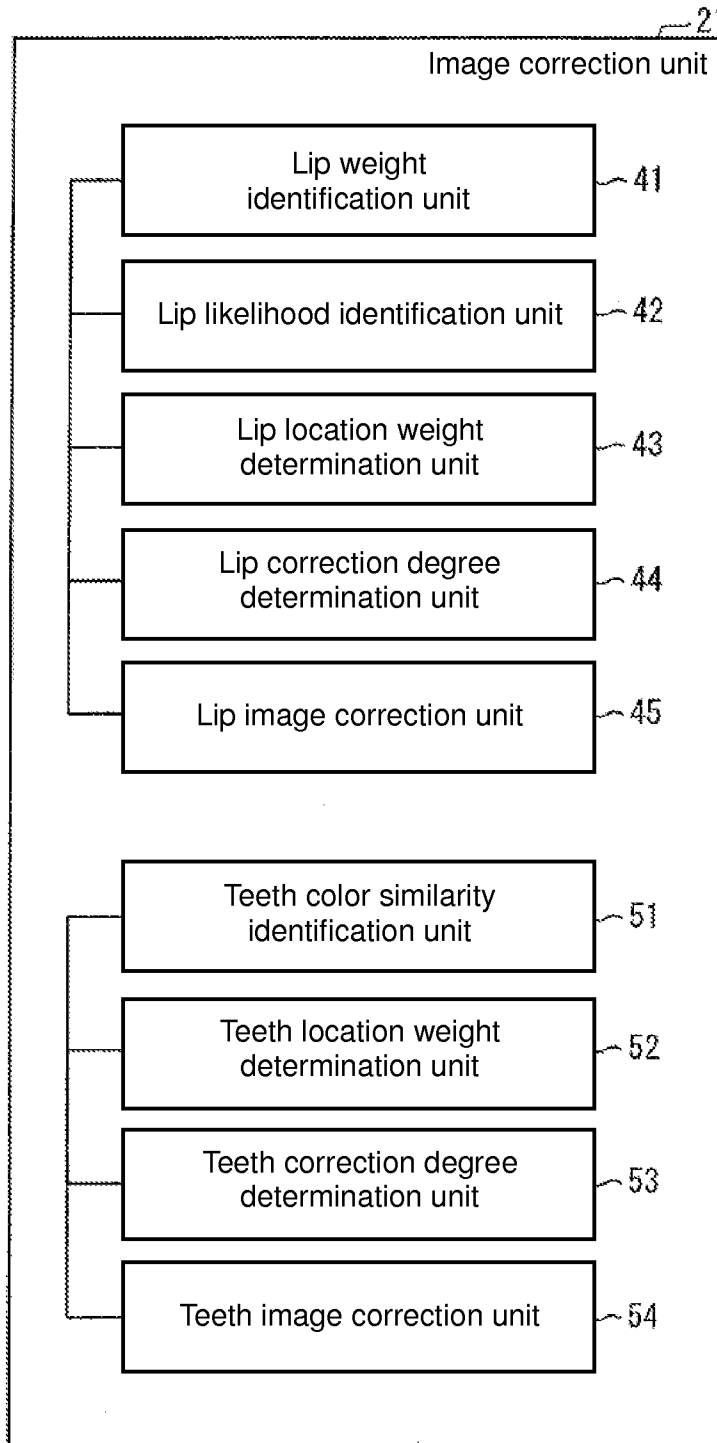 Image correction unit
Lip weight
identification unit
41
Lip likelihood identification unit
42
Lip location weight
determination unit
43
Lip correction degree
determination unit
44
Lip image correction unit
45
Teeth color similarity
identification unit
51
Teeth location weight
determination unit
52
Teeth correction degree
determination unit
53
Teeth image correction unit
54